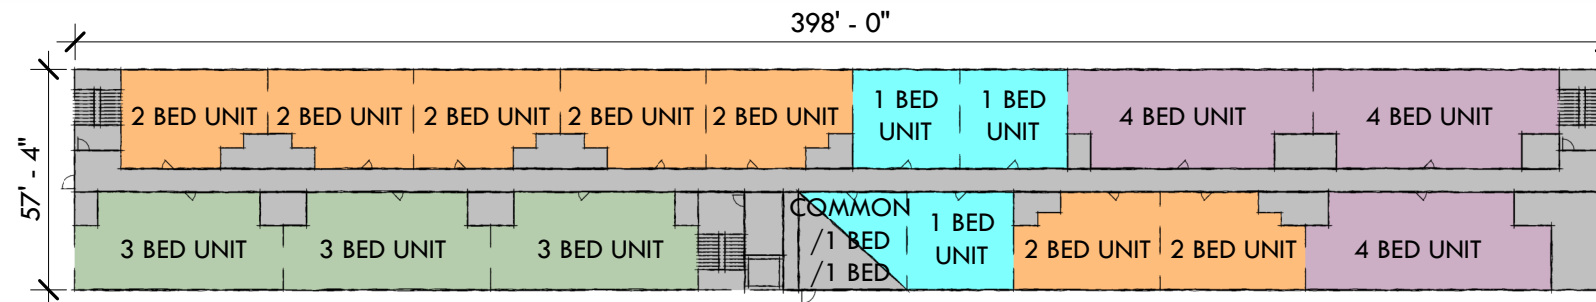 398' - 0"
57' - 4"
2 BED UNIT
2 BED UNIT
2 BED UNIT
2 BED UNIT
2 BED UNIT
1 BED
UNIT
1 BED
UNIT
4 BED UNIT
4 BED UNIT
3 BED UNIT
3 BED UNIT
3 BED UNIT
COMMON
/1 BED
/1 BED
1 BED
UNIT
2 BED UNIT
2 BED UNIT
4 BED UNIT